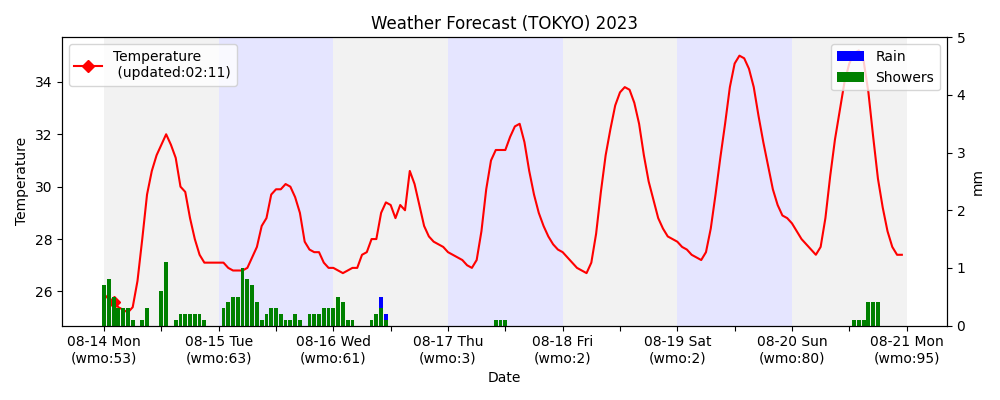 Weather Forecast (TOKYO) 2023
Temperature
(updated:02:11)
Rain
Showers
Temperature
34
32
30
28
26
5
4
3
2
1
0
mm
08-14 Mon
(wmo:53)
08-15 Tue
(wmo:63)
08-16 Wed
(wmo:61)
08-17 Thu
(wmo:3)
08-18 Fri
(wmo:2)
08-19 Sat
(wmo:2)
08-20 Sun
(wmo:80)
08-21 Mon
(wmo:95)
Date